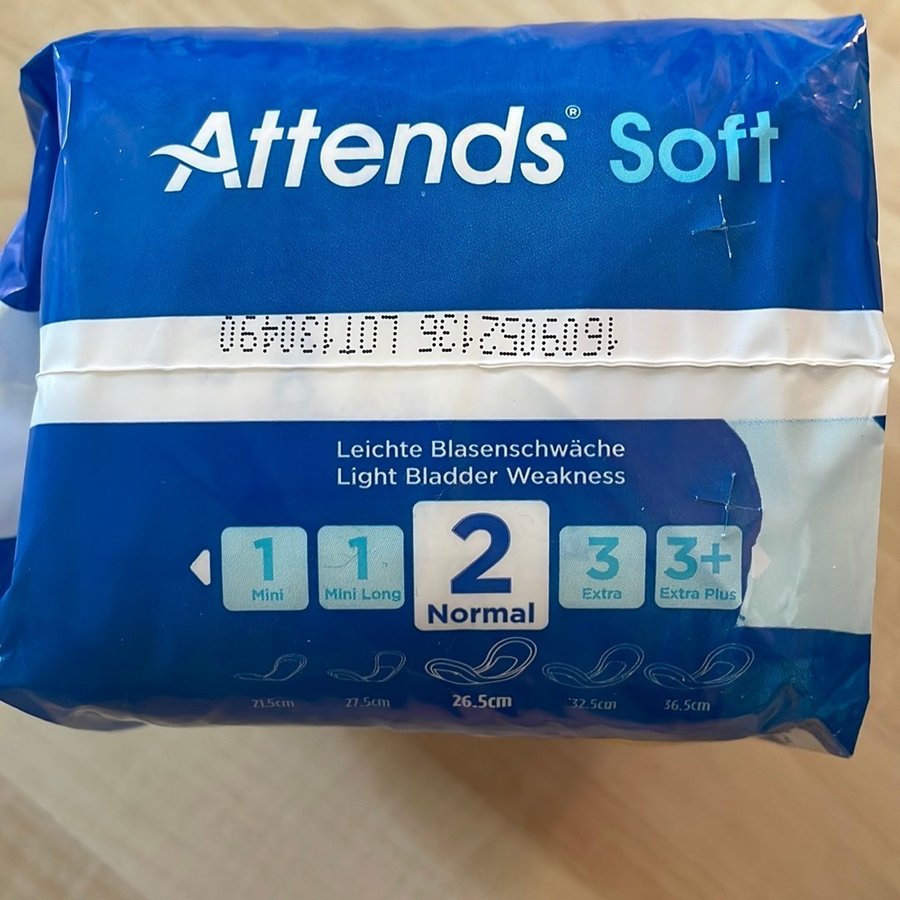 Attends® Soft
1609052136 LOT130490
Leichte Blasenschwäche
Light Bladder Weakness
1 1 2 3 3+
Mini Mini Long Normal Extra Extra Plus
21.5cm 27.5cm 26.5cm 32.5cm 36.5cm